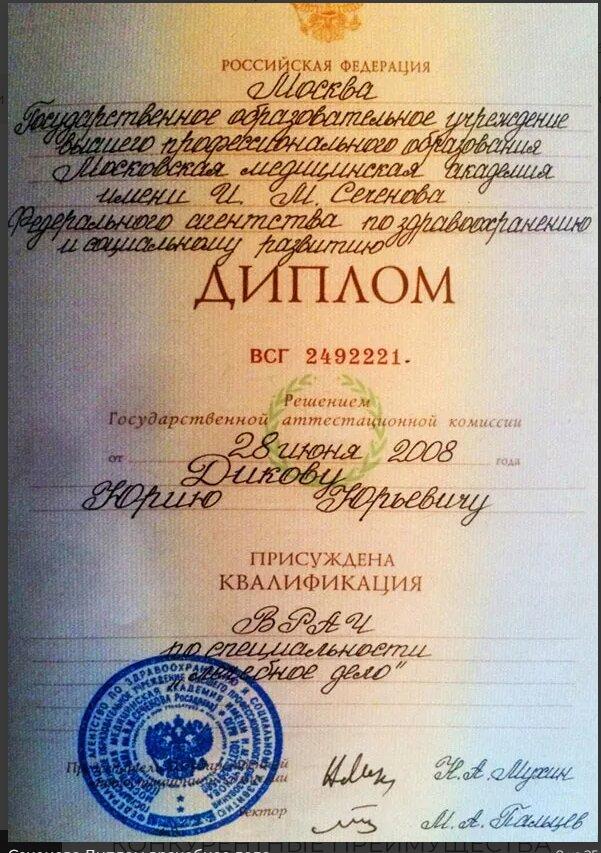 РОССИЙСКАЯ ФЕДЕРАЦИЯ
Москва
Государственное образовательное учреждение
высшего профессионального образования
Московская медицинская академия
имени И. М. Сеченова
Федерального агентства по здравоохранению
и социальному развитию
ДИПЛОМ
ВСГ 2492221
Решением
Государственной аттестационной комиссии
от 28 июня 2008 года
Дикову
Юрию Юрьевичу
ПРИСУЖДЕНА
КВАЛИФИКАЦИЯ
ВРАЧ
по специальности
дело"
Н. А. Мухин
ректор
М. А. Пальцев
ПРЕИМУЩЕСТВА